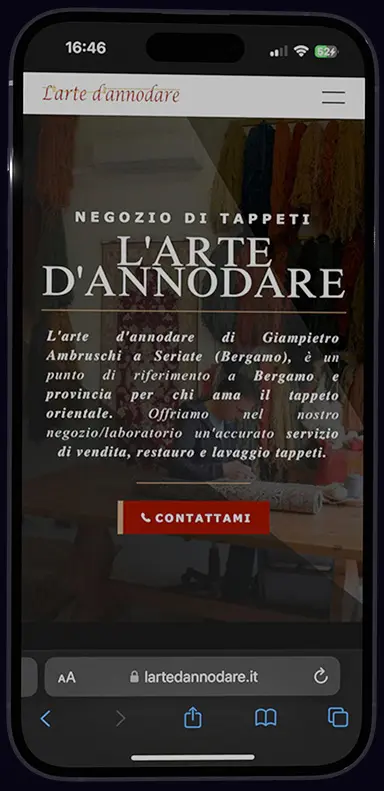 16:46
52
L'arte d'annodare
NEGOZIO DI TAPPETI
L'ARTE
D'ANNODARE
L'arte d'annodare di Giampietro
Ambruschi a Seriate (Bergamo), è un
punto di riferimento a Bergamo e
provincia per chi ama il tappeto
orientale. Offriamo nel nostro
negozio/laboratorio un'accurato servizio
di vendita, restauro e lavaggio tappeti.
CONTATTAMI
AA
lartedannodare.it